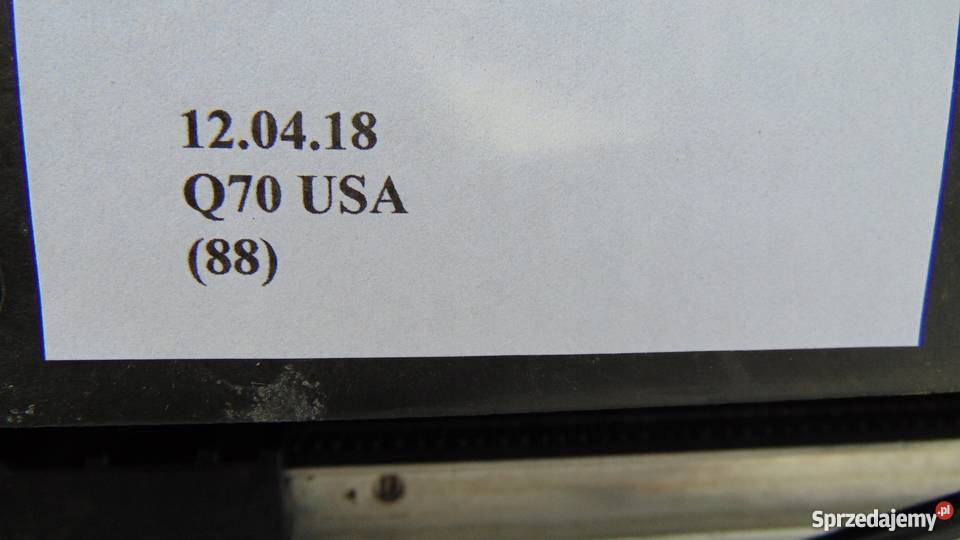 12.04.18
Q70 USA
(88)
Sprzedajemy.pl